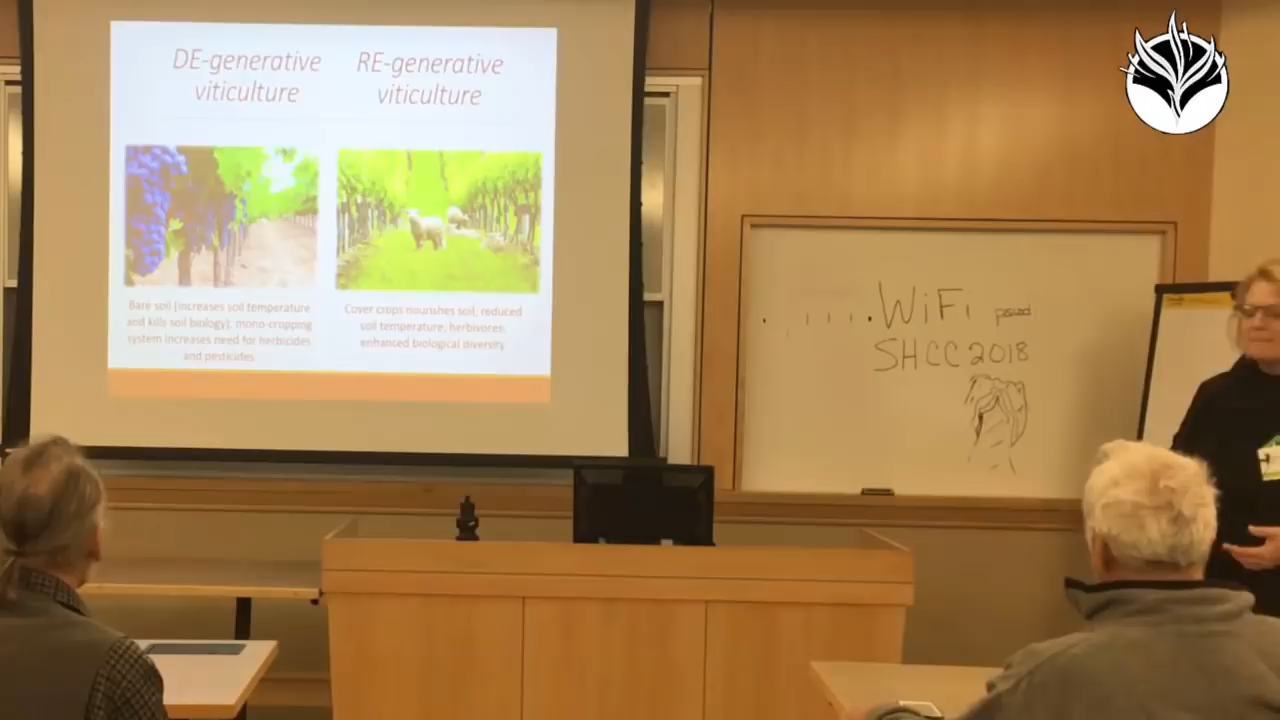 DE-generative
viticulture
RE-generative
viticulture
Bare soil (increases soil temperature
and kills soil biology), mono-cropping
system increases need for herbicides
and pesticides
Cover crops nourishes soil, reduced
soil temperature, herbivores,
enhanced biological diversity
WiFi
SHCC2018